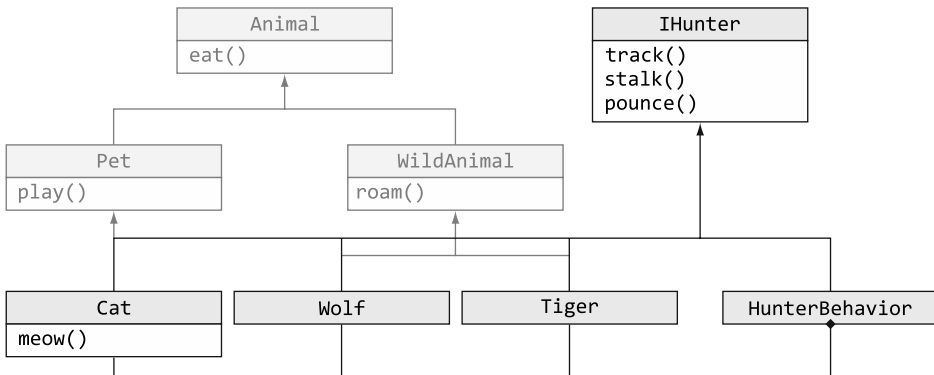 Animal
eat()
IHunter
track()
stalk()
pounce()
Pet
play()
WildAnimal
roam()
Cat
meow()
Wolf
Tiger
HunterBehavior